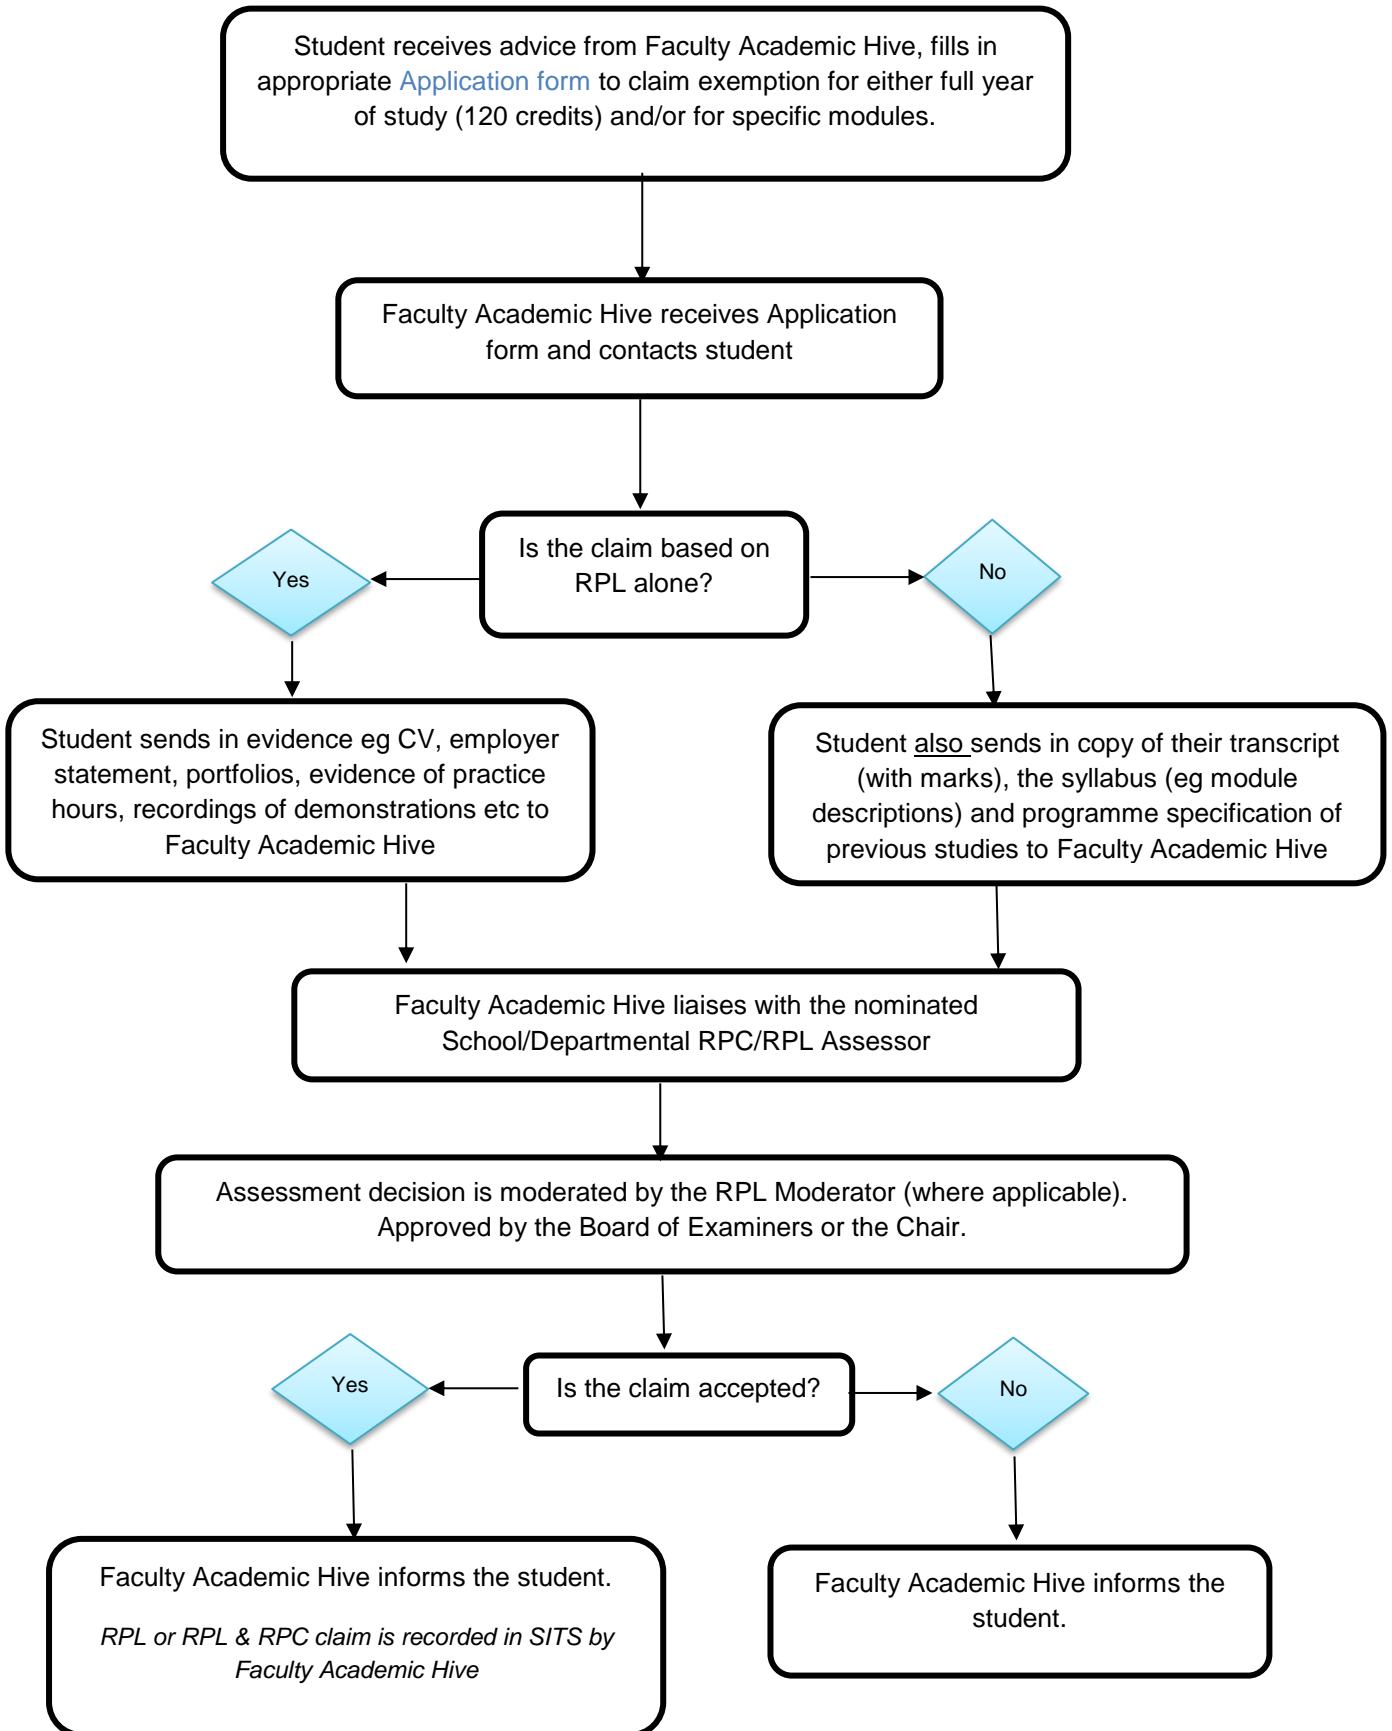 Student receives advice from Faculty Academic Hive, fills in
appropriate Application form to claim exemption for either full year
of study (120 credits) and/or for specific modules.
Faculty Academic Hive receives Application
form and contacts student
Is the claim based on
RPL alone?
Yes
No
Student sends in evidence eg CV, employer
statement, portfolios, evidence of practice
hours, recordings of demonstrations etc to
Faculty Academic Hive
Student also sends in copy of their transcript
(with marks), the syllabus (eg module
descriptions) and programme specification of
previous studies to Faculty Academic Hive
Faculty Academic Hive liaises with the nominated
School/Departmental RPC/RPL Assessor
Assessment decision is moderated by the RPL Moderator (where applicable).
Approved by the Board of Examiners or the Chair.
Is the claim accepted?
Yes
No
Faculty Academic Hive informs the student.
RPL or RPL & RPC claim is recorded in SITS by
Faculty Academic Hive
Faculty Academic Hive informs the
student.